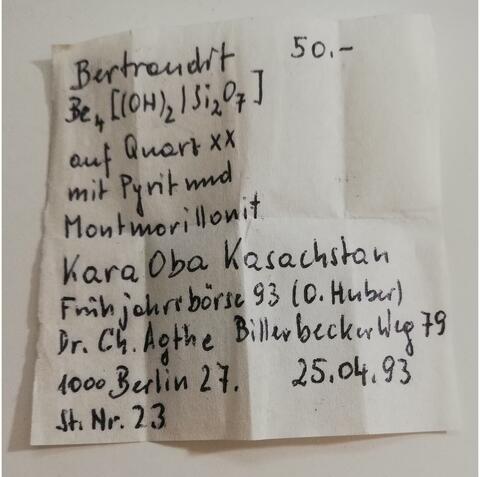 Bertrandit 50.-
Be₄[(OH)₂|Si₂O₇]
auf Quarz xx
mit Pyrit und
Montmorillonit
Kara Oba Kasachstan
Frühjahrsbörse 93 (O. Huber)
Dr. Ch. Agthe Billerbecker Weg 79
1000 Berlin 27. 25.04.93
St. Nr. 23